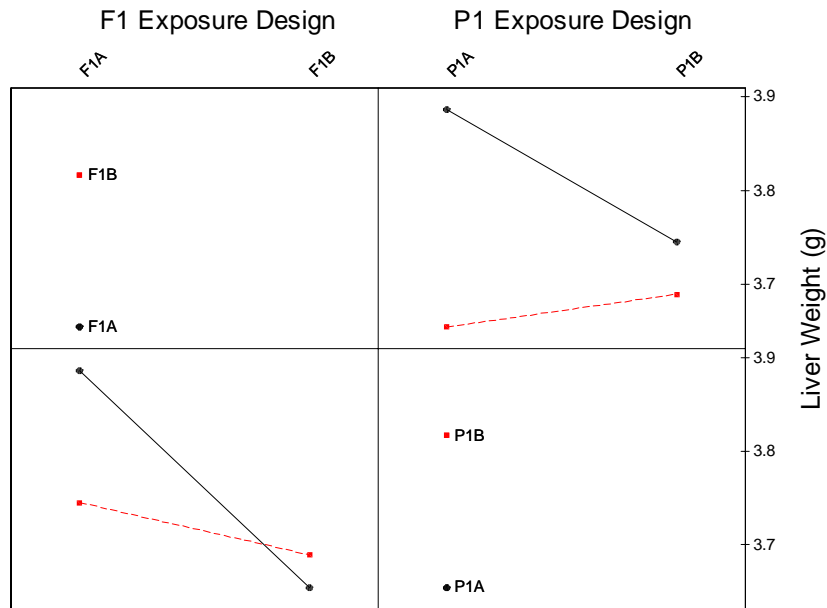 F1 Exposure Design P1 Exposure Design
F1A F1B P1A P1B
3.9
F1B
3.8
3.7
F1A
3.9
P1B
3.8
3.7
P1A
Liver Weight (g)